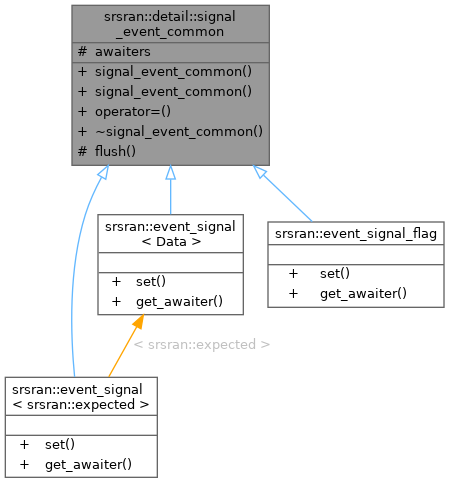 srsran::detail::signal
_event_common
# awaiters
+ signal_event_common()
+ signal_event_common()
+ operator=()
+ ~signal_event_common()
# flush()
srsran::event_signal
< Data >
+ set()
+ get_awaiter()
srsran::event_signal_flag
+ set()
+ get_awaiter()
< srsran::expected >
srsran::event_signal
< srsran::expected >
+ set()
+ get_awaiter()